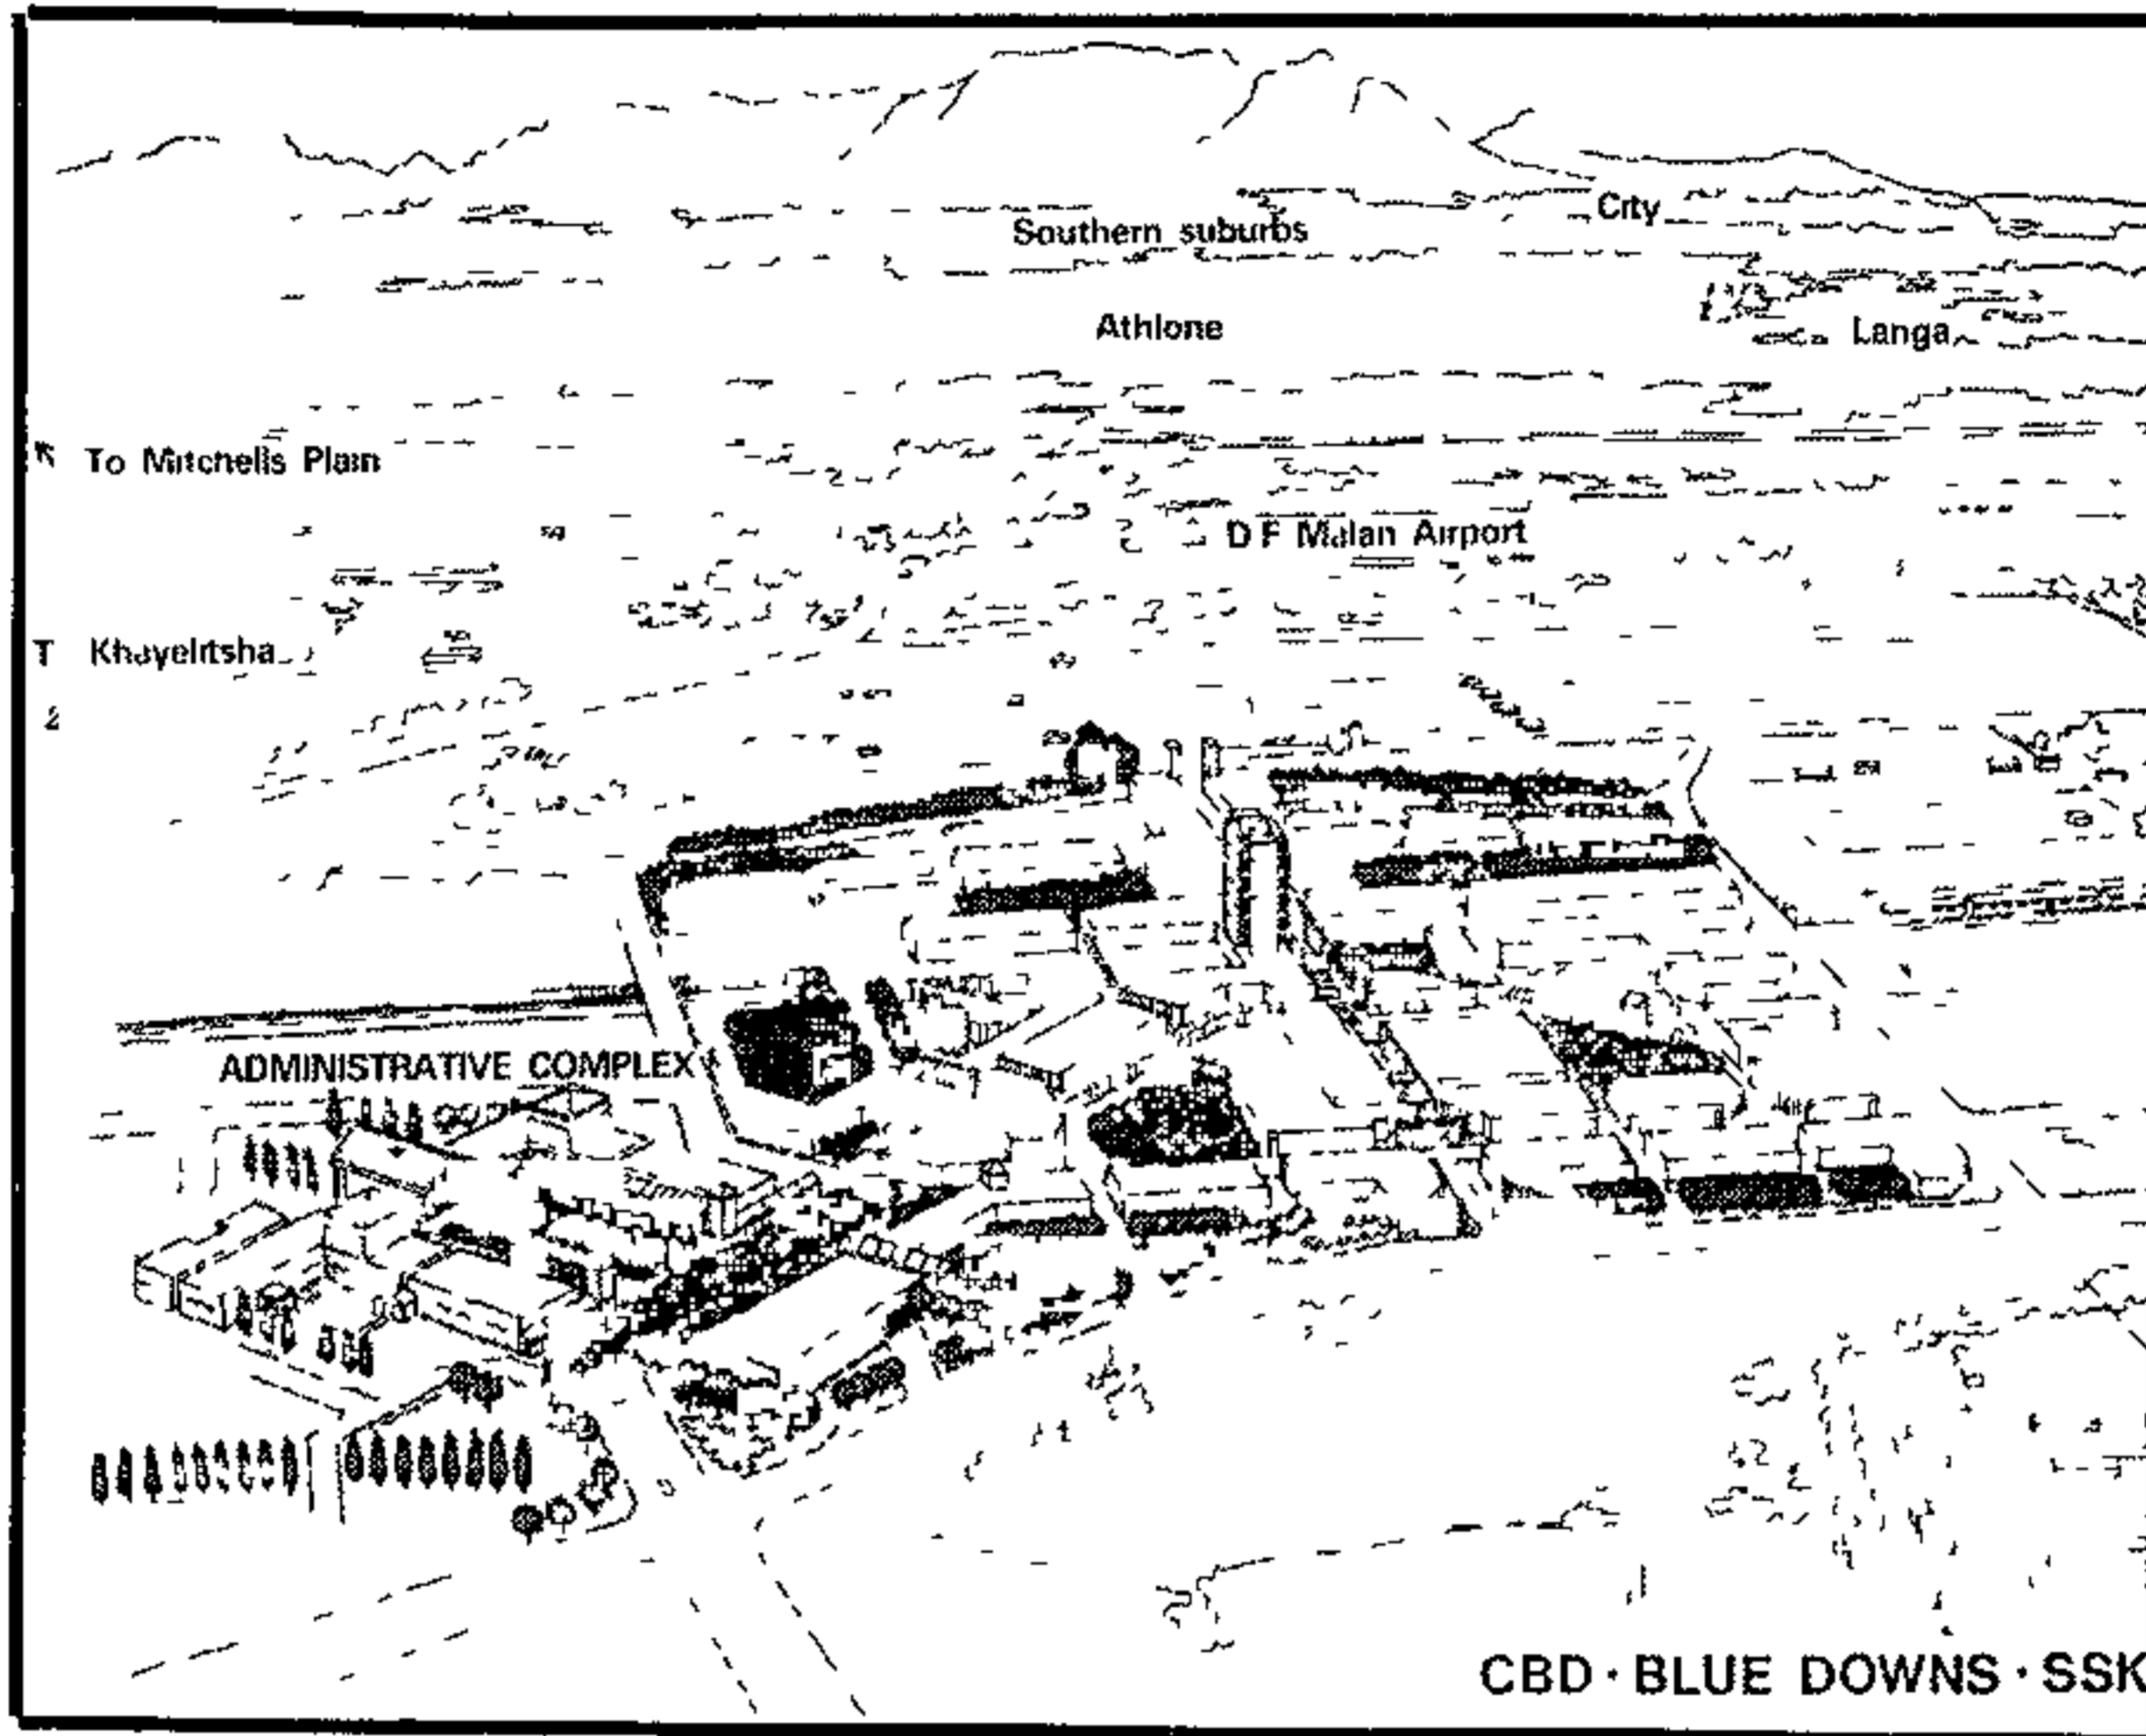 City
Southern suburbs
Athlone
Langa
To Mitchells Plain
D F Malan Airport
T Khayelitsha
ADMINISTRATIVE COMPLEX
CBD · BLUE DOWNS · SSK